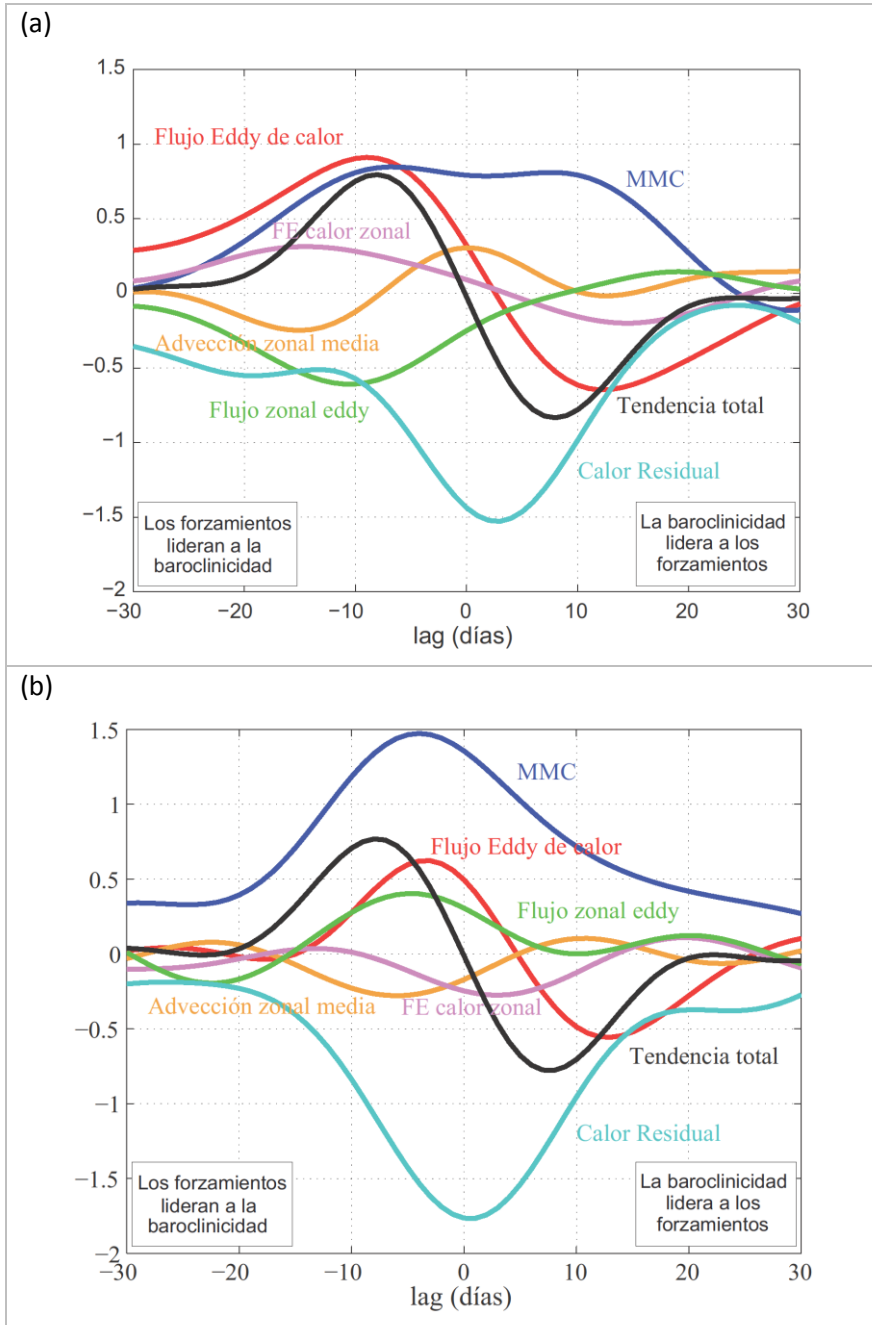 (a)
1.5
1
0.5
0
−0.5
−1
−1.5
−2
Flujo Eddy de calor
MMC
FE calor zonal
Advección zonal media
Flujo zonal eddy
Tendencia total
Calor Residual
Los forzamientos
lideran a la
baroclinicidad
La baroclinicidad
lidera a los
forzamientos
−30 −20 −10 0 10 20 30
lag (días)
(b)
1.5
1
0.5
0
−0.5
−1
−1.5
−2
MMC
Flujo Eddy de calor
Flujo zonal eddy
Advección zonal media
FE calor zonal
Tendencia total
Calor Residual
Los forzamientos
lideran a la
baroclinicidad
La baroclinicidad
lidera a los
forzamientos
−30 −20 −10 0 10 20 30
lag (días)